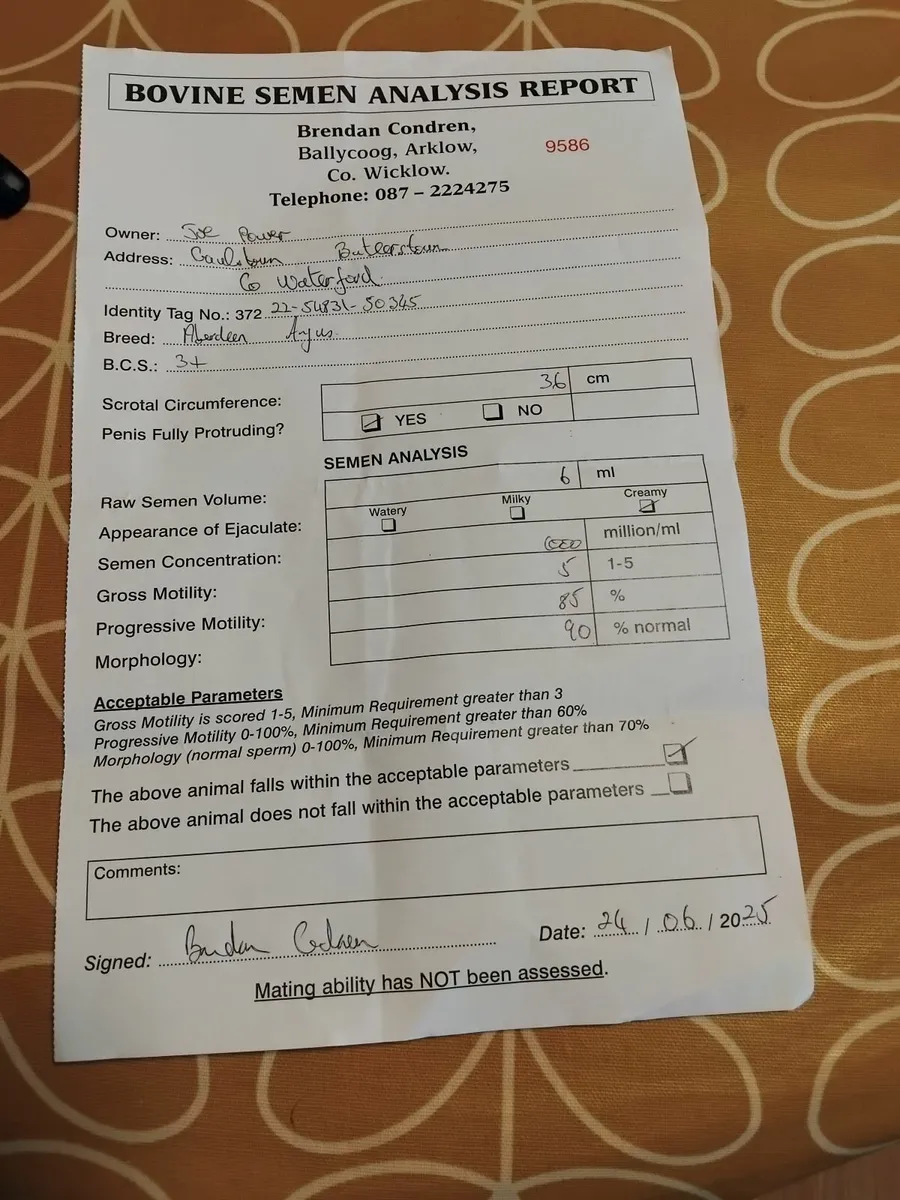 BOVINE SEMEN ANALYSIS REPORT
Brendan Condren,
Ballycoog, Arklow,
Co. Wicklow.
Telephone: 087 – 2224275
9586
Owner: Joe Power
Address: Butlerstown
Co Waterford
Identity Tag No.: 372 22-54831-50345
Breed: Aberdeen Angus
B.C.S.: 3+
Scrotal Circumference: 36 cm
Penis Fully Protruding? YES NO
SEMEN ANALYSIS
Raw Semen Volume: 6 ml
Appearance of Ejaculate: Watery Milky Creamy
Semen Concentration: million/ml
Gross Motility: 5 1-5
Progressive Motility: 85 %
Morphology: 90 % normal
Acceptable Parameters
Gross Motility is scored 1-5, Minimum Requirement greater than 3
Progressive Motility 0-100%, Minimum Requirement greater than 60%
Morphology (normal sperm) 0-100%, Minimum Requirement greater than 70%
The above animal falls within the acceptable parameters
The above animal does not fall within the acceptable parameters
Comments:
Signed: Brendan Condren Date: 24 / 06 / 2025
Mating ability has NOT been assessed.